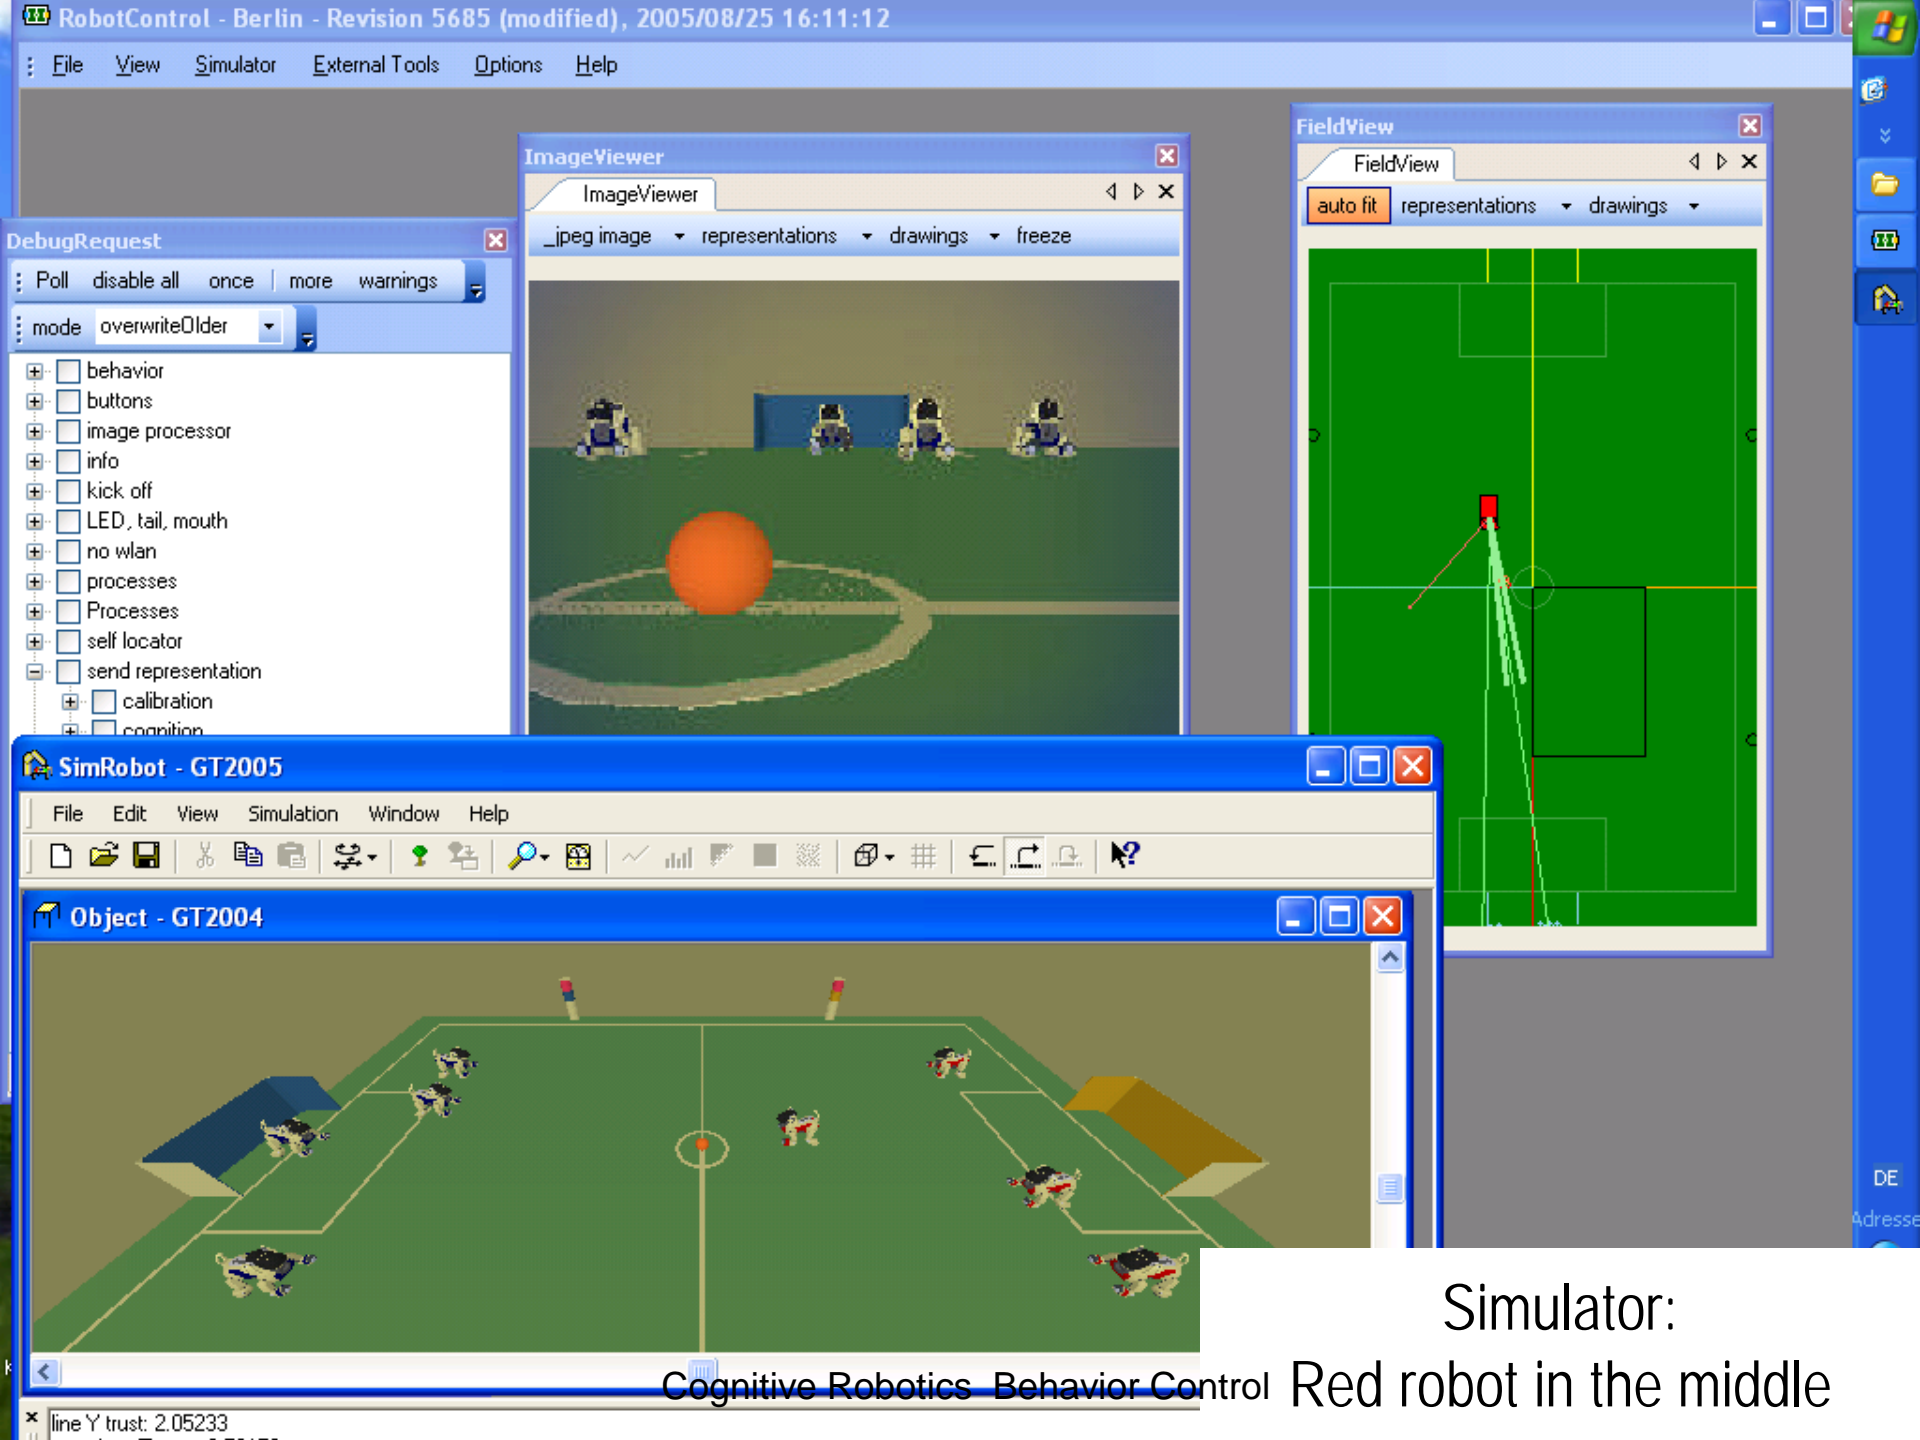 RobotControl - Berlin - Revision 5685 (modified), 2005/08/25 16:11:12
File View Simulator External Tools Options Help
FieldView
FieldView
auto fit representations drawings
ImageViewer
ImageViewer
_jpeg image representations drawings freeze
DebugRequest
Poll disable all once more warnings
mode overwriteOlder
behavior
buttons
image processor
info
kick off
LED, tail, mouth
no wlan
processes
Processes
self locator
send representation
calibration
cognition
SimRobot - GT2005
File Edit View Simulation Window Help
Object - GT2004
DE
Adresse
Simulator:
Red robot in the middle
Cognitive Robotics Behavior Control
line Y trust: 2.05233